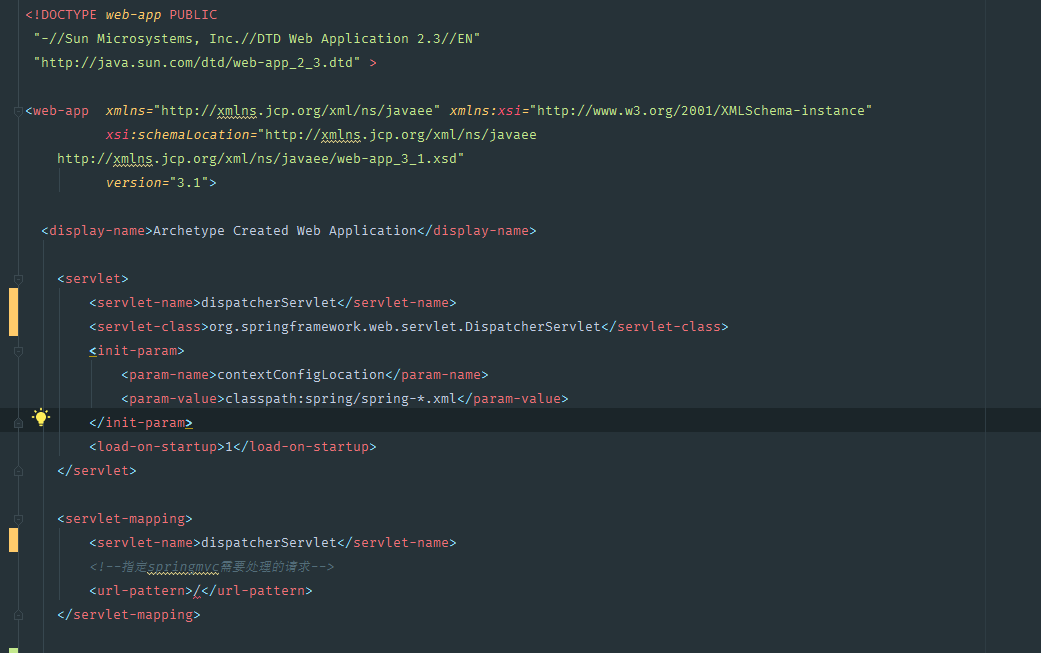 <!DOCTYPE web-app PUBLIC
"-//Sun Microsystems, Inc.//DTD Web Application 2.3//EN"
"http://java.sun.com/dtd/web-app_2_3.dtd" >
<web-app  xmlns="http://xmlns.jcp.org/xml/ns/javaee" xmlns:xsi="http://www.w3.org/2001/XMLSchema-instance"
xsi:schemaLocation="http://xmlns.jcp.org/xml/ns/javaee
http://xmlns.jcp.org/xml/ns/javaee/web-app_3_1.xsd"
version="3.1">
<display-name>Archetype Created Web Application</display-name>
<servlet>
<servlet-name>dispatcherServlet</servlet-name>
<servlet-class>org.springframework.web.servlet.DispatcherServlet</servlet-class>
<init-param>
<param-name>contextConfigLocation</param-name>
<param-value>classpath:spring/spring-*.xml</param-value>
</init-param>
<load-on-startup>1</load-on-startup>
</servlet>
<servlet-mapping>
<servlet-name>dispatcherServlet</servlet-name>
<!--指定springmvc需要处理的请求-->
<url-pattern>/</url-pattern>
</servlet-mapping>